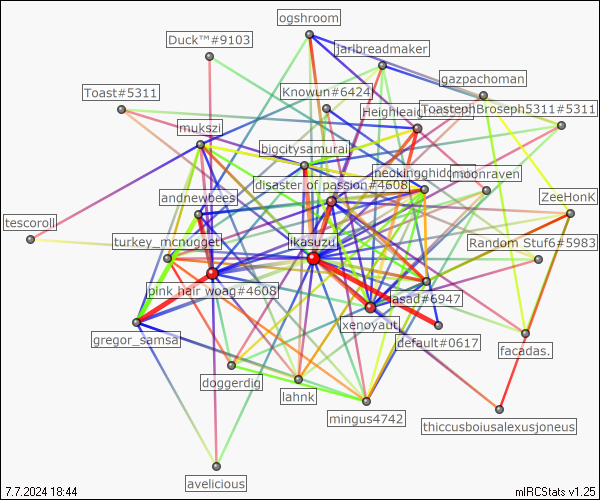 ogshroom
Duck™#9103
jarlbreadmaker
gazpachoman
Toast#5311
Knowun#6424
ToastephBroseph5311#5311
mukszi
bigcitysamurai
moonraven
disaster of passion#4608
andnewbees
ZeeHonK
tescoroll
turkey_mcnugget
ikasuzu
Random Stuf6#5983
pink hair woag#4608
asad#6947
xenoyaut
gregor_samsa
default#0617
facadas.
doggerdig
lahnk
mingus4742
thiccusboiusalexusjoneus
avelicious
7.7.2024 18:44
mIRCStats v1.25